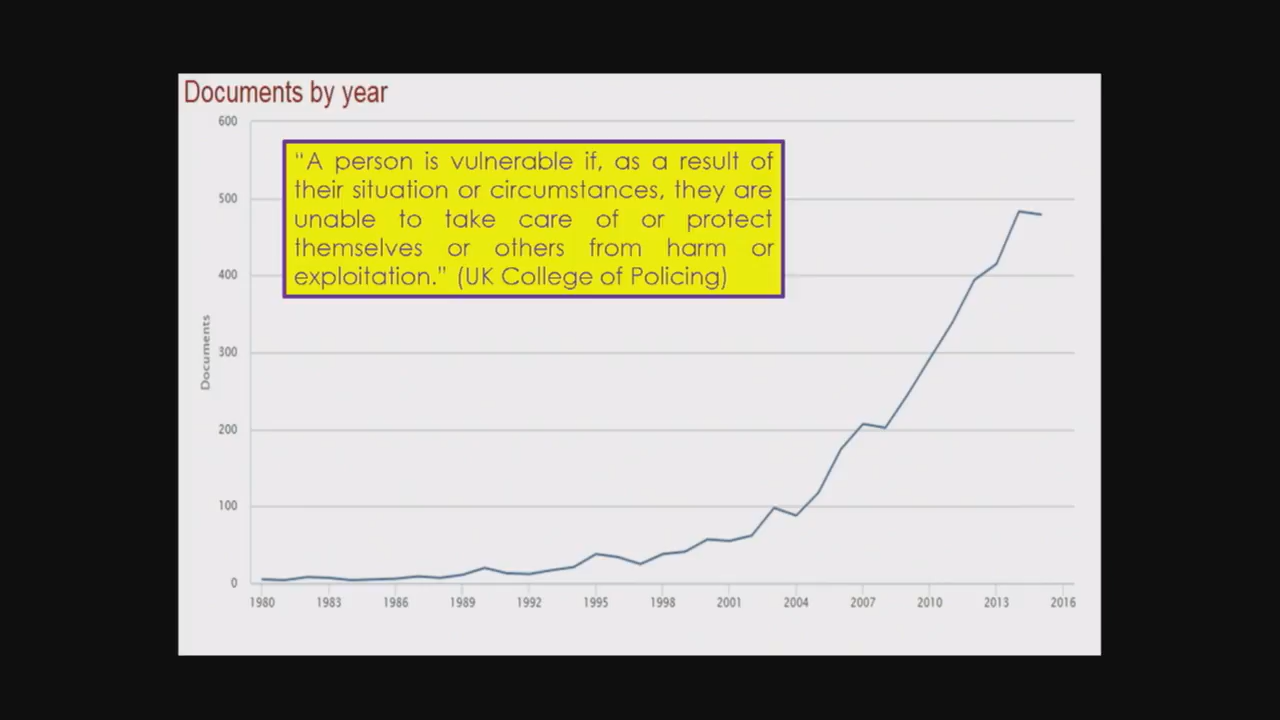 Documents by year
600
"A person is vulnerable if, as a result of
their situation or circumstances, they are
unable to take care of or protect
themselves or others from harm or
exploitation." (UK College of Policing)
500
400
Documents
300
200
100
0
1980 1983 1986 1989 1992 1995 1998 2001 2004 2007 2010 2013 2016